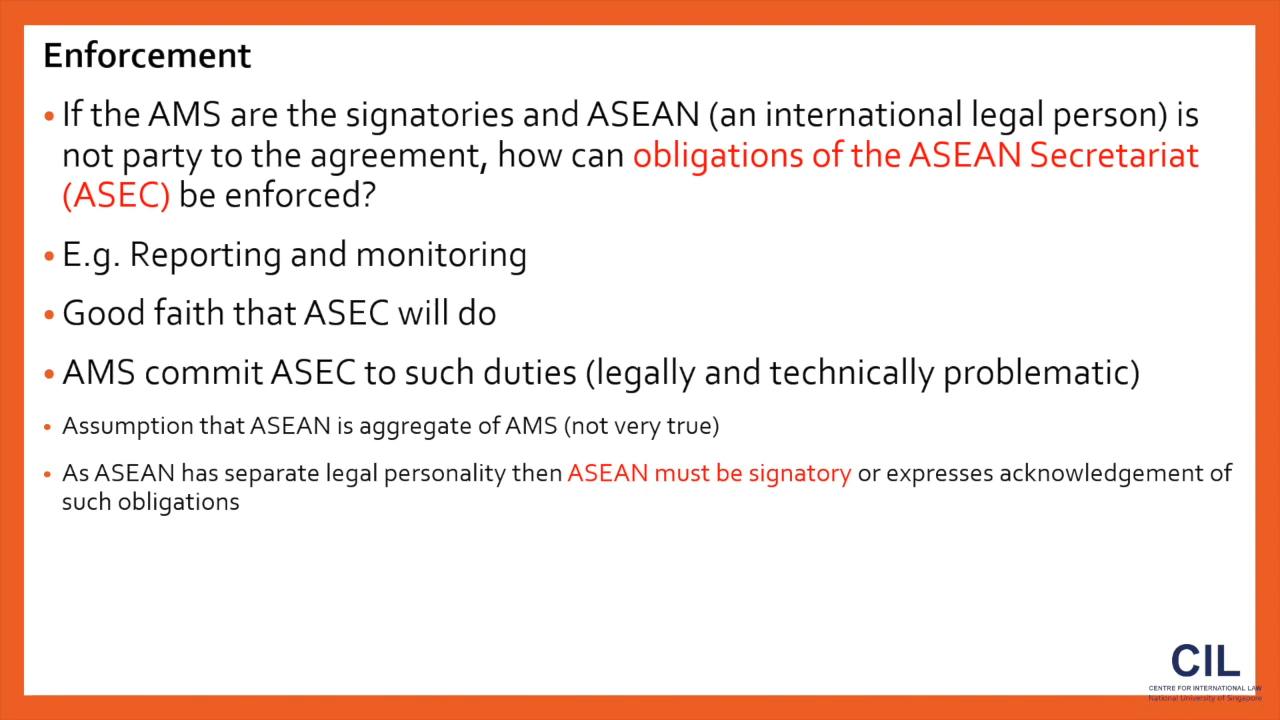 Enforcement
• If the AMS are the signatories and ASEAN (an international legal person) is
not party to the agreement, how can obligations of the ASEAN Secretariat
(ASEC) be enforced?
• E.g. Reporting and monitoring
• Good faith that ASEC will do
• AMS commit ASEC to such duties (legally and technically problematic)
• Assumption that ASEAN is aggregate of AMS (not very true)
• As ASEAN has separate legal personality then ASEAN must be signatory or expresses acknowledgement of
such obligations
CIL
CENTRE FOR INTERNATIONAL LAW
National University of Singapore